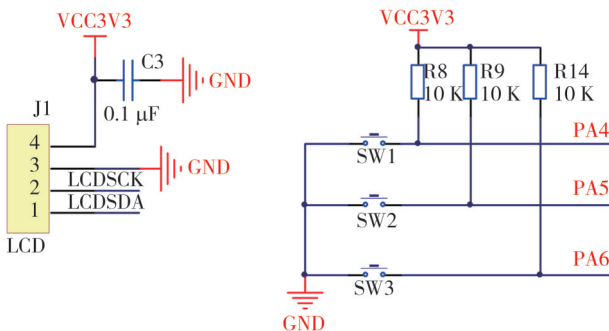 VCC3V3
C3
GND
0.1 μF
J1
4
3
GND
2 LCDSCK
1 LCDSDA
LCD
VCC3V3
R8 R9 R14
10 K 10 K 10 K
PA4
SW1
PA5
SW2
PA6
SW3
GND